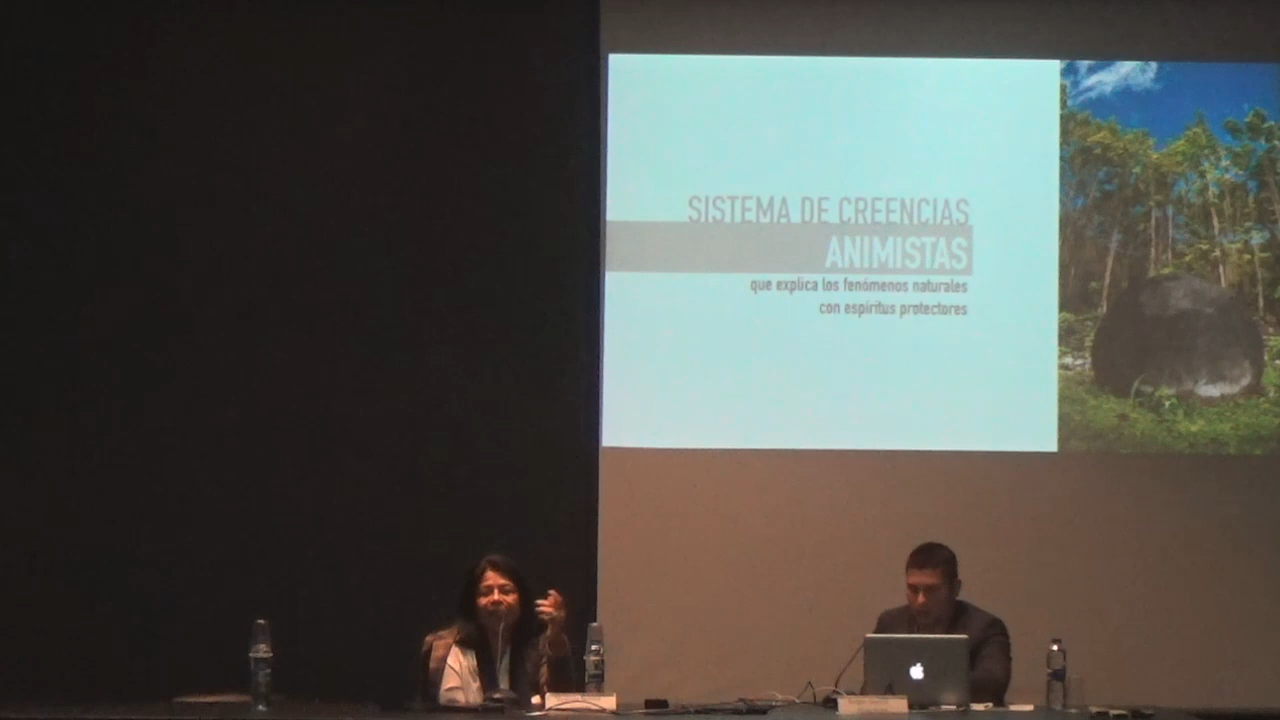 SISTEMA DE CREENCIAS
ANIMISTAS
que explica los fenómenos naturales
con espíritus protectores